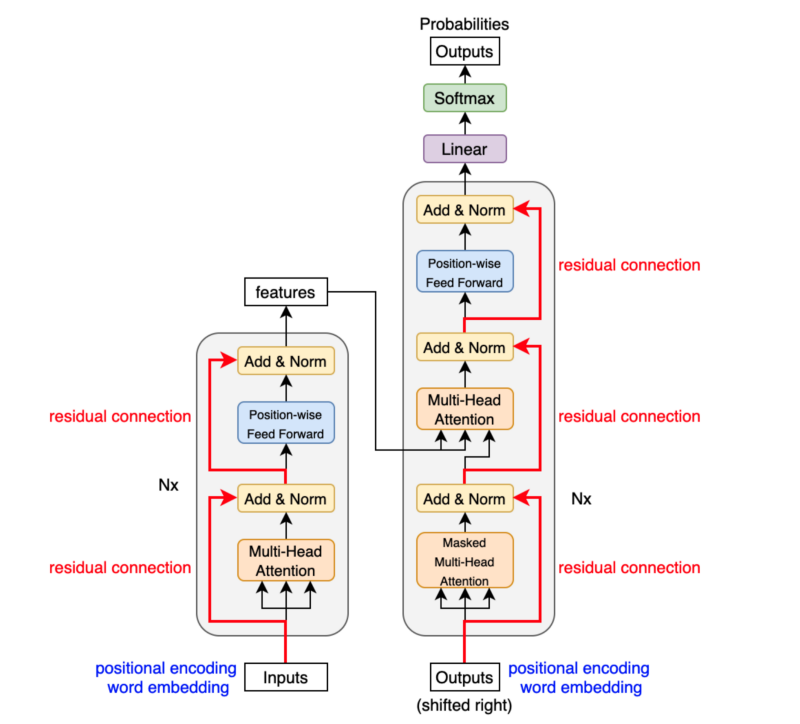 Probabilities
Outputs
Softmax
Linear
Add & Norm
Position-wise
Feed Forward
residual connection
features
Add & Norm
Add & Norm
Multi-Head
Attention
residual connection
residual connection
Position-wise
Feed Forward
Nx
Add & Norm
Add & Norm
Nx
Masked
Multi-Head
Attention
Multi-Head
Attention
residual connection
residual connection
positional encoding
word embedding
Inputs
Outputs
(shifted right)
positional encoding
word embedding